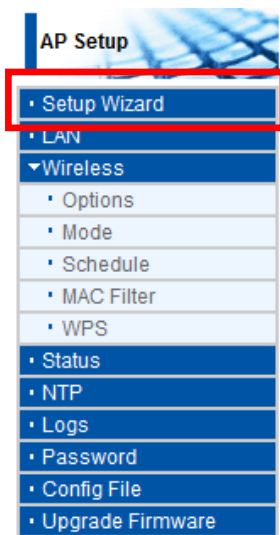 AP Setup
Setup Wizard
LAN
Wireless
Options
Mode
Schedule
MAC Filter
WPS
Status
NTP
Logs
Password
Config File
Upgrade Firmware